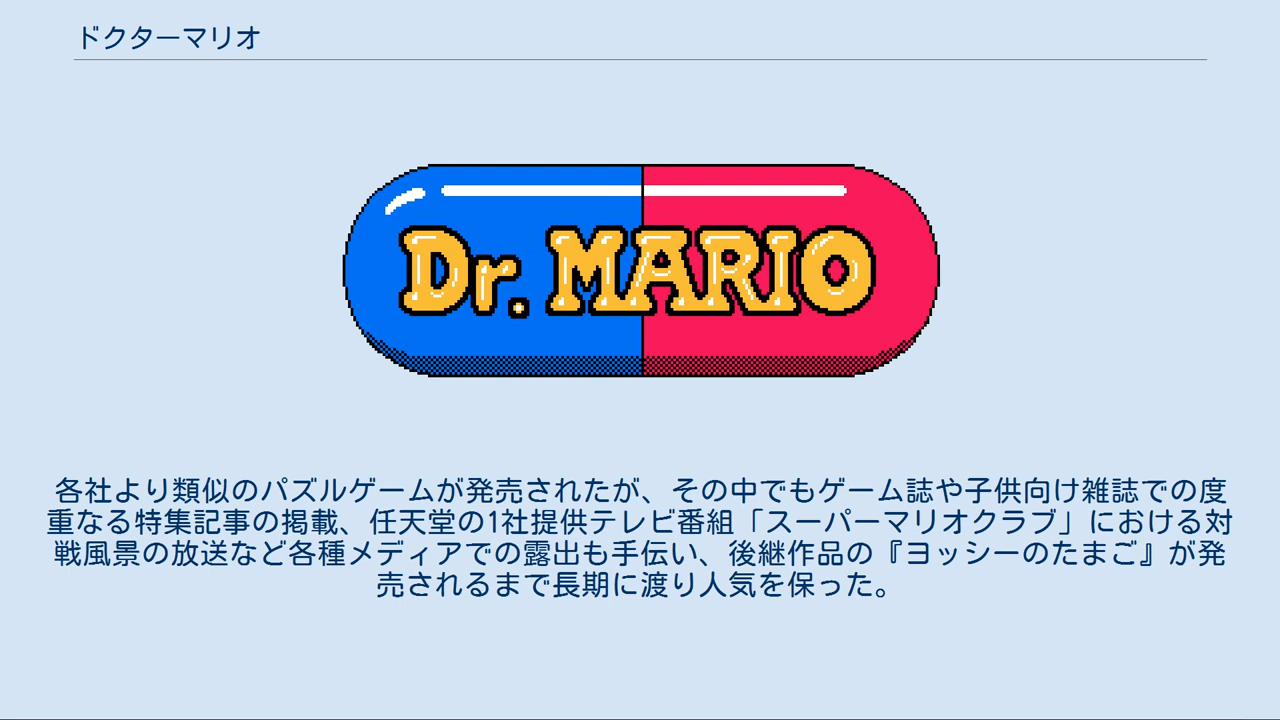 ドクターマリオ
Dr. MARIO
各社より類似のパズルゲームが発売されたが、その中でもゲーム誌や子供向け雑誌での度
重なる特集記事の掲載、任天堂の1社提供テレビ番組「スーパーマリオクラブ」における対
戦風景の放送など各種メディアでの露出も手伝い、後継作品の『ヨッシーのたまご』が発
売されるまで長期に渡り人気を保った。